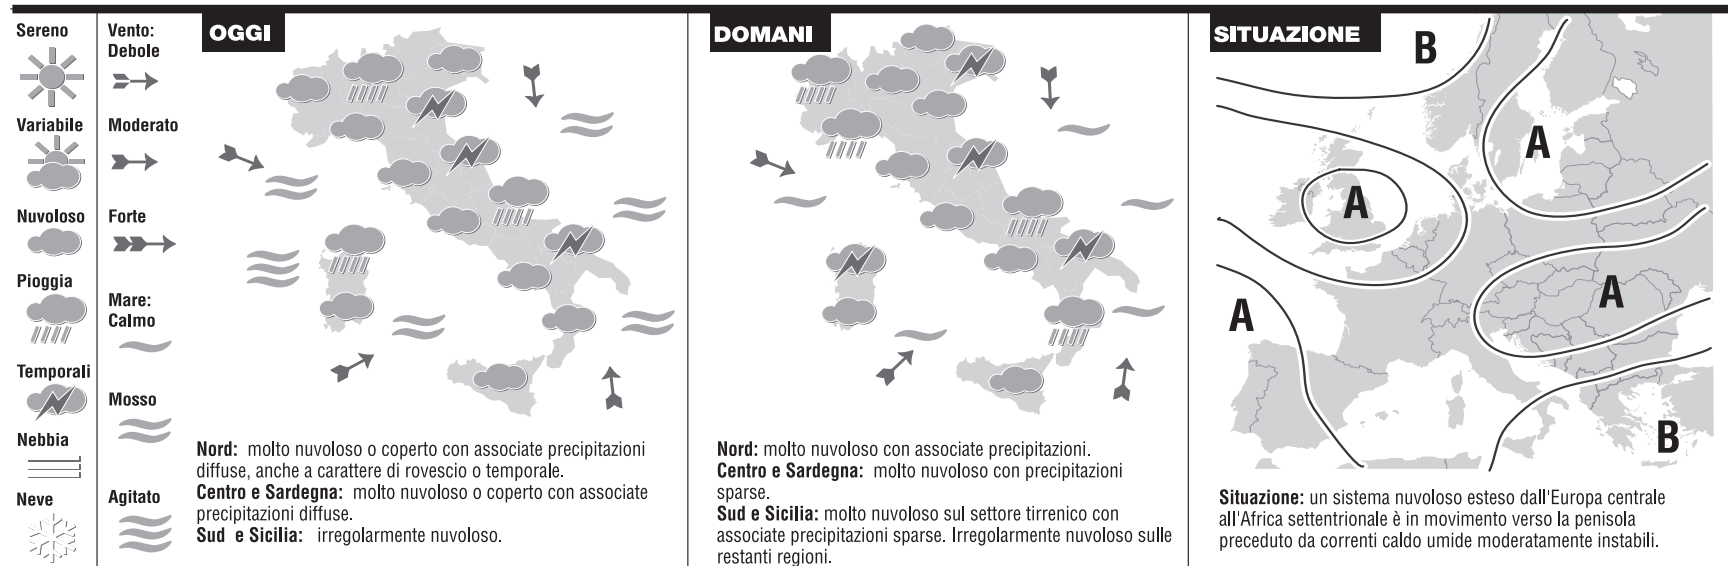 Sereno
Variabile
Nuvoloso
Pioggia
Temporali
Nebbia
Neve
Vento:
Debole
Moderato
Forte
Mare:
Calmo
Mosso
Agitato
OGGI
Nord: molto nuvoloso o coperto con associate precipitazioni
diffuse, anche a carattere di rovescio o temporale.
Centro e Sardegna: molto nuvoloso o coperto con associate
precipitazioni diffuse.
Sud e Sicilia: irregolarmente nuvoloso.
DOMANI
Nord: molto nuvoloso con associate precipitazioni.
Centro e Sardegna: molto nuvoloso con precipitazioni
sparse.
Sud e Sicilia: molto nuvoloso sul settore tirrenico con
associate precipitazioni sparse. Irregolarmente nuvoloso sulle
restanti regioni.
SITUAZIONE
B
A
A
A
A
B
Situazione: un sistema nuvoloso esteso dall'Europa centrale
all'Africa settentrionale è in movimento verso la penisola
preceduto da correnti caldo umide moderatamente instabili.